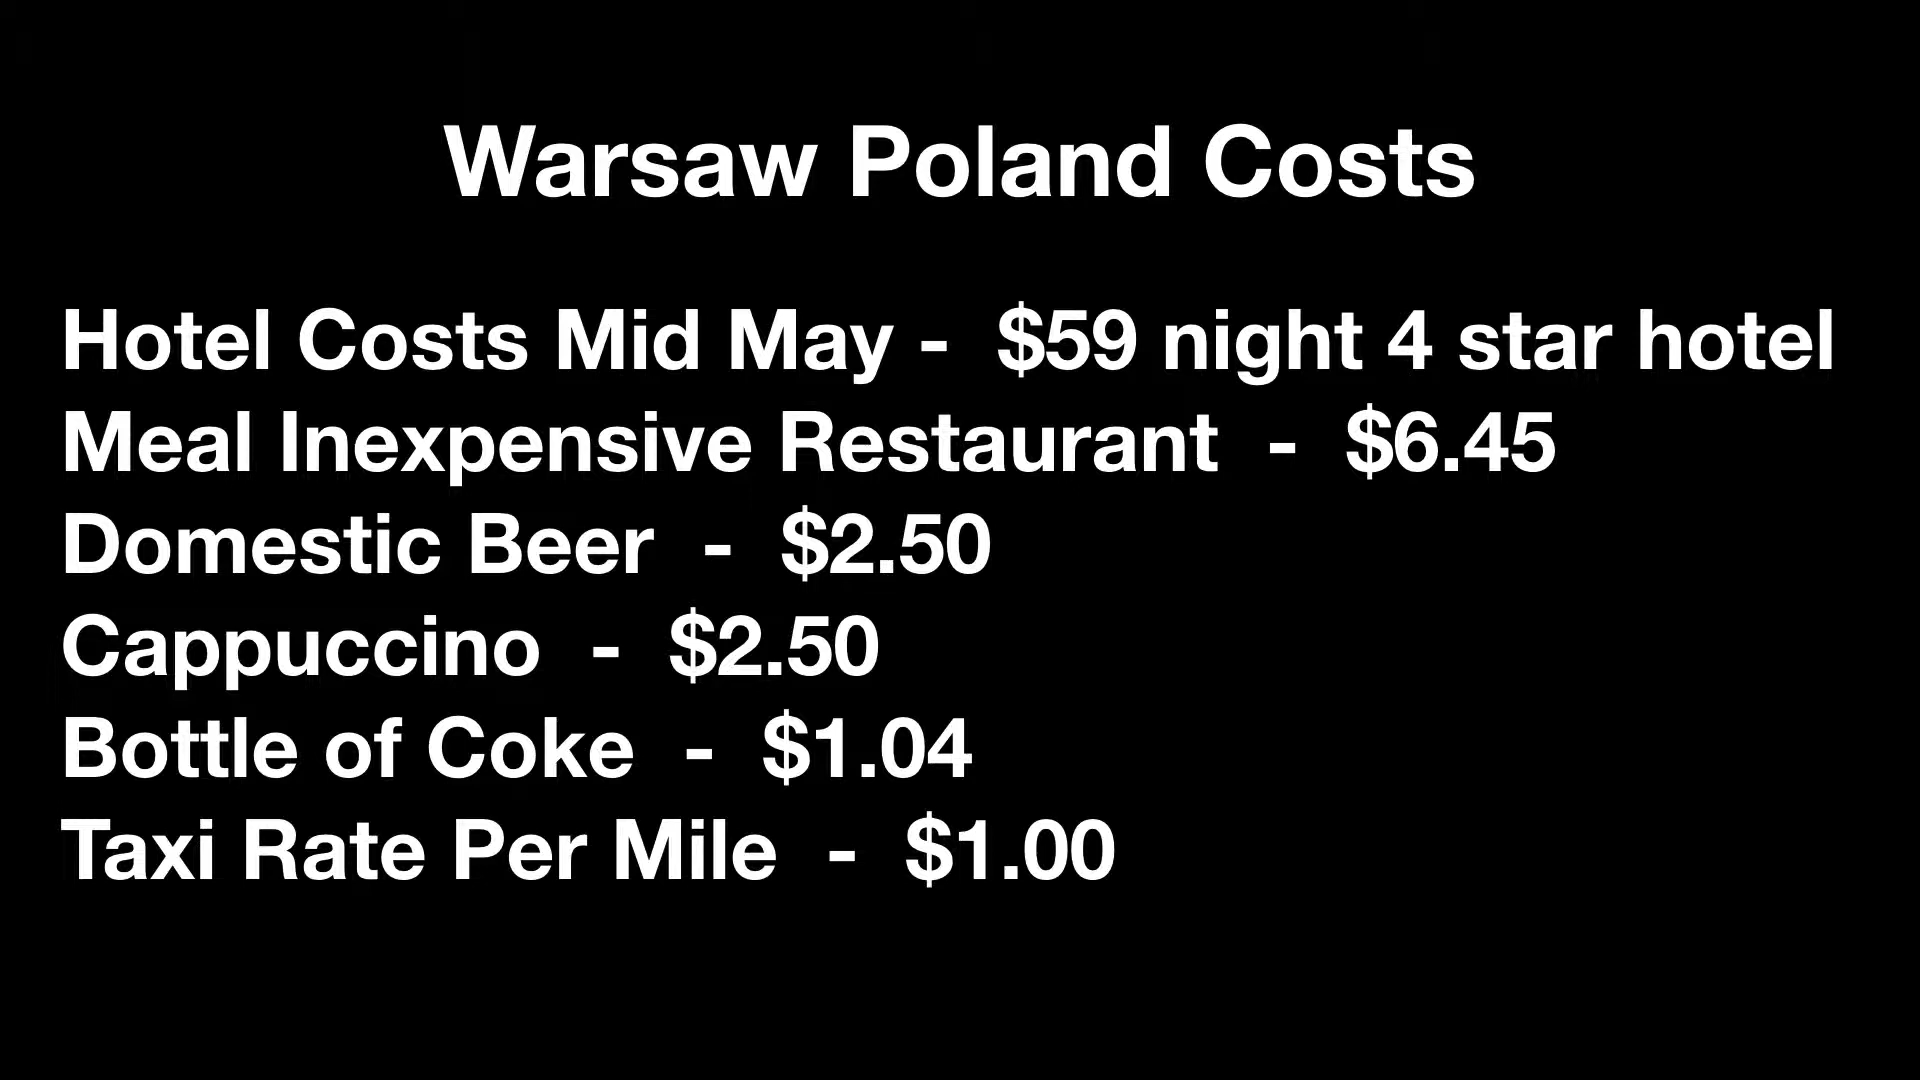 Warsaw Poland Costs
Hotel Costs Mid May - $59 night 4 star hotel
Meal Inexpensive Restaurant - $6.45
Domestic Beer - $2.50
Cappuccino - $2.50
Bottle of Coke - $1.04
Taxi Rate Per Mile - $1.00